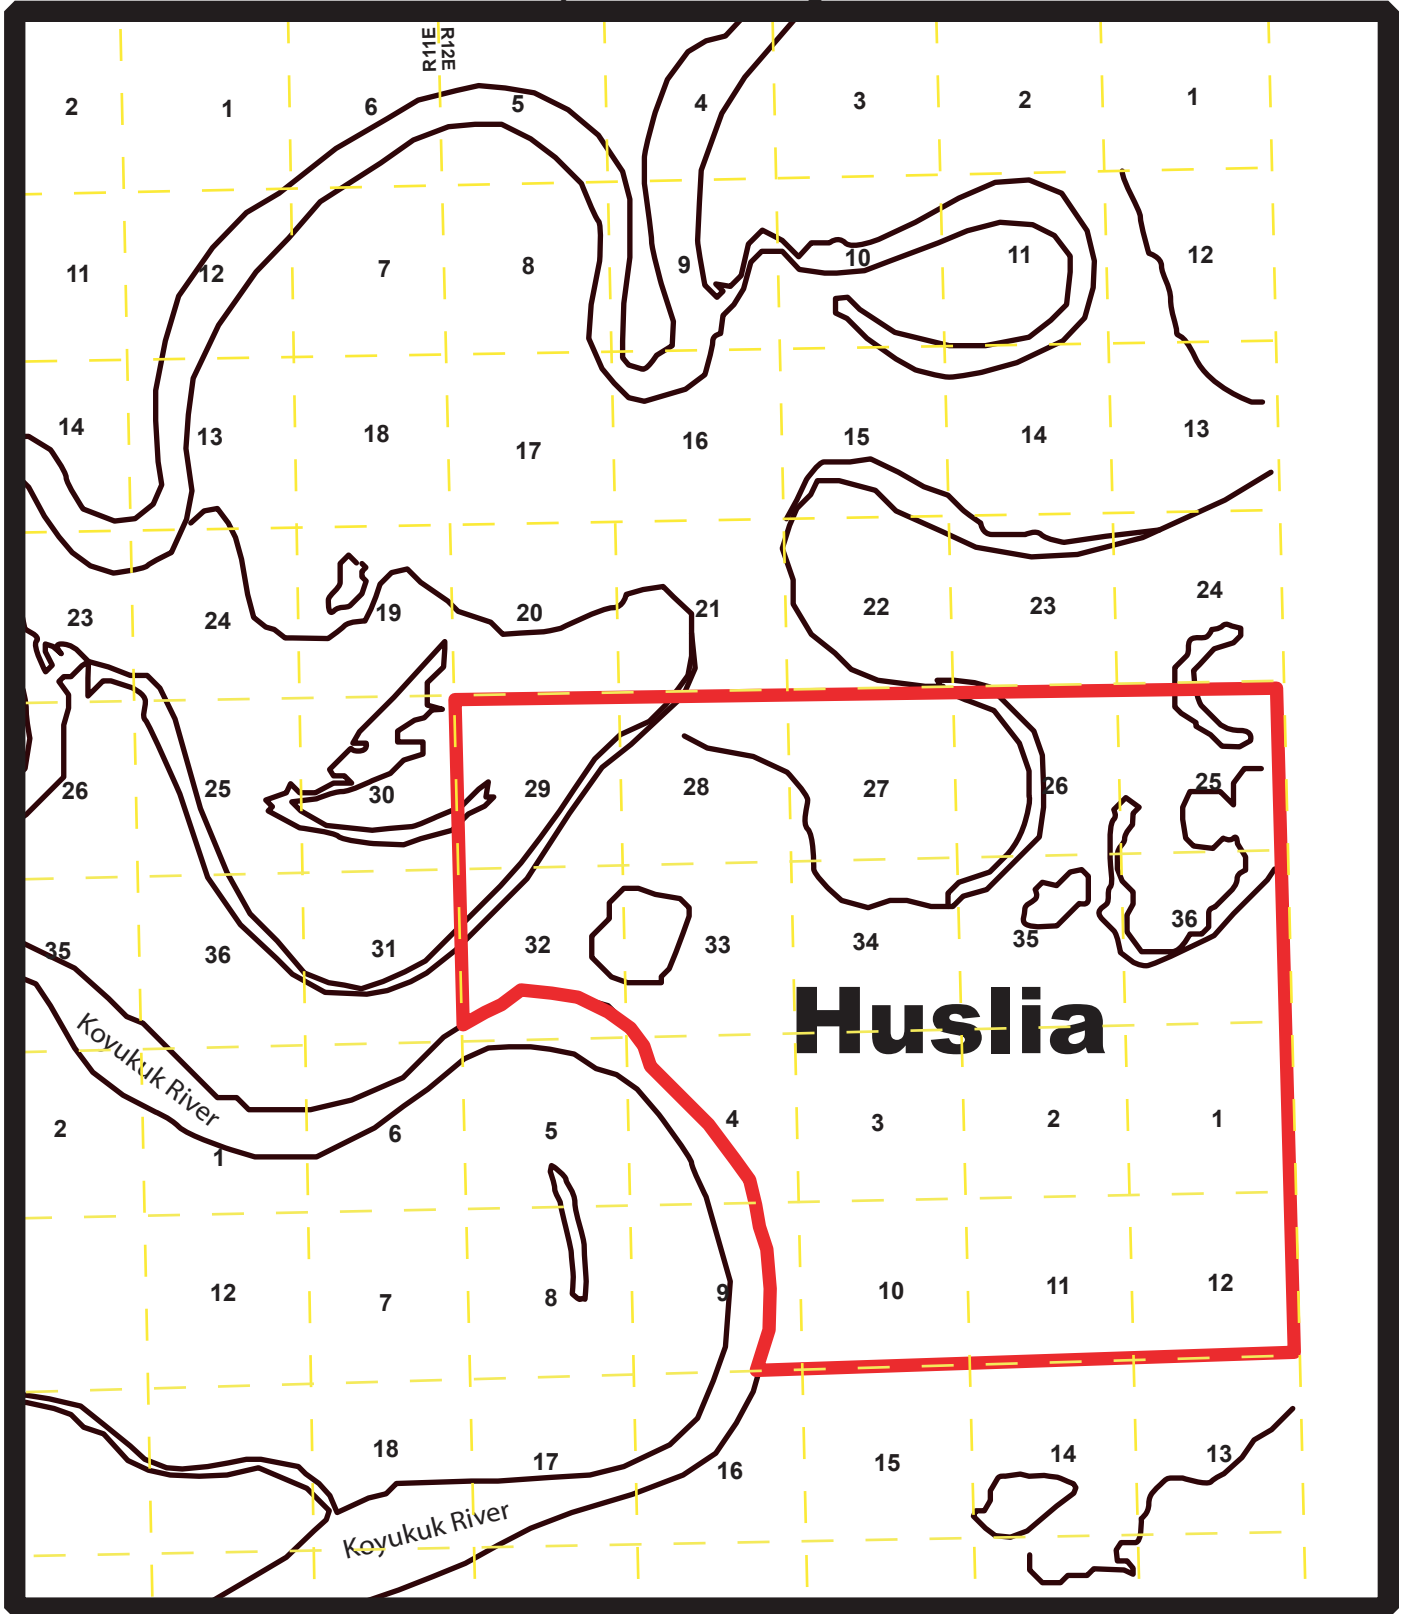 R11E
R12E
2 1 6 5 4 3 2 1
11 12 7 8 9 10 11 12
14 13 18 17 16 15 14 13
23 24 19 20 21 22 23 24
26 25 30 29 28 27 26 25
35 36 31 32 33 34 35 36
Huslia
Koyukuk River
2 1 6 5 4 3 2 1
12 7 8 9 10 11 12
18 17 16 15 14 13
Koyukuk River